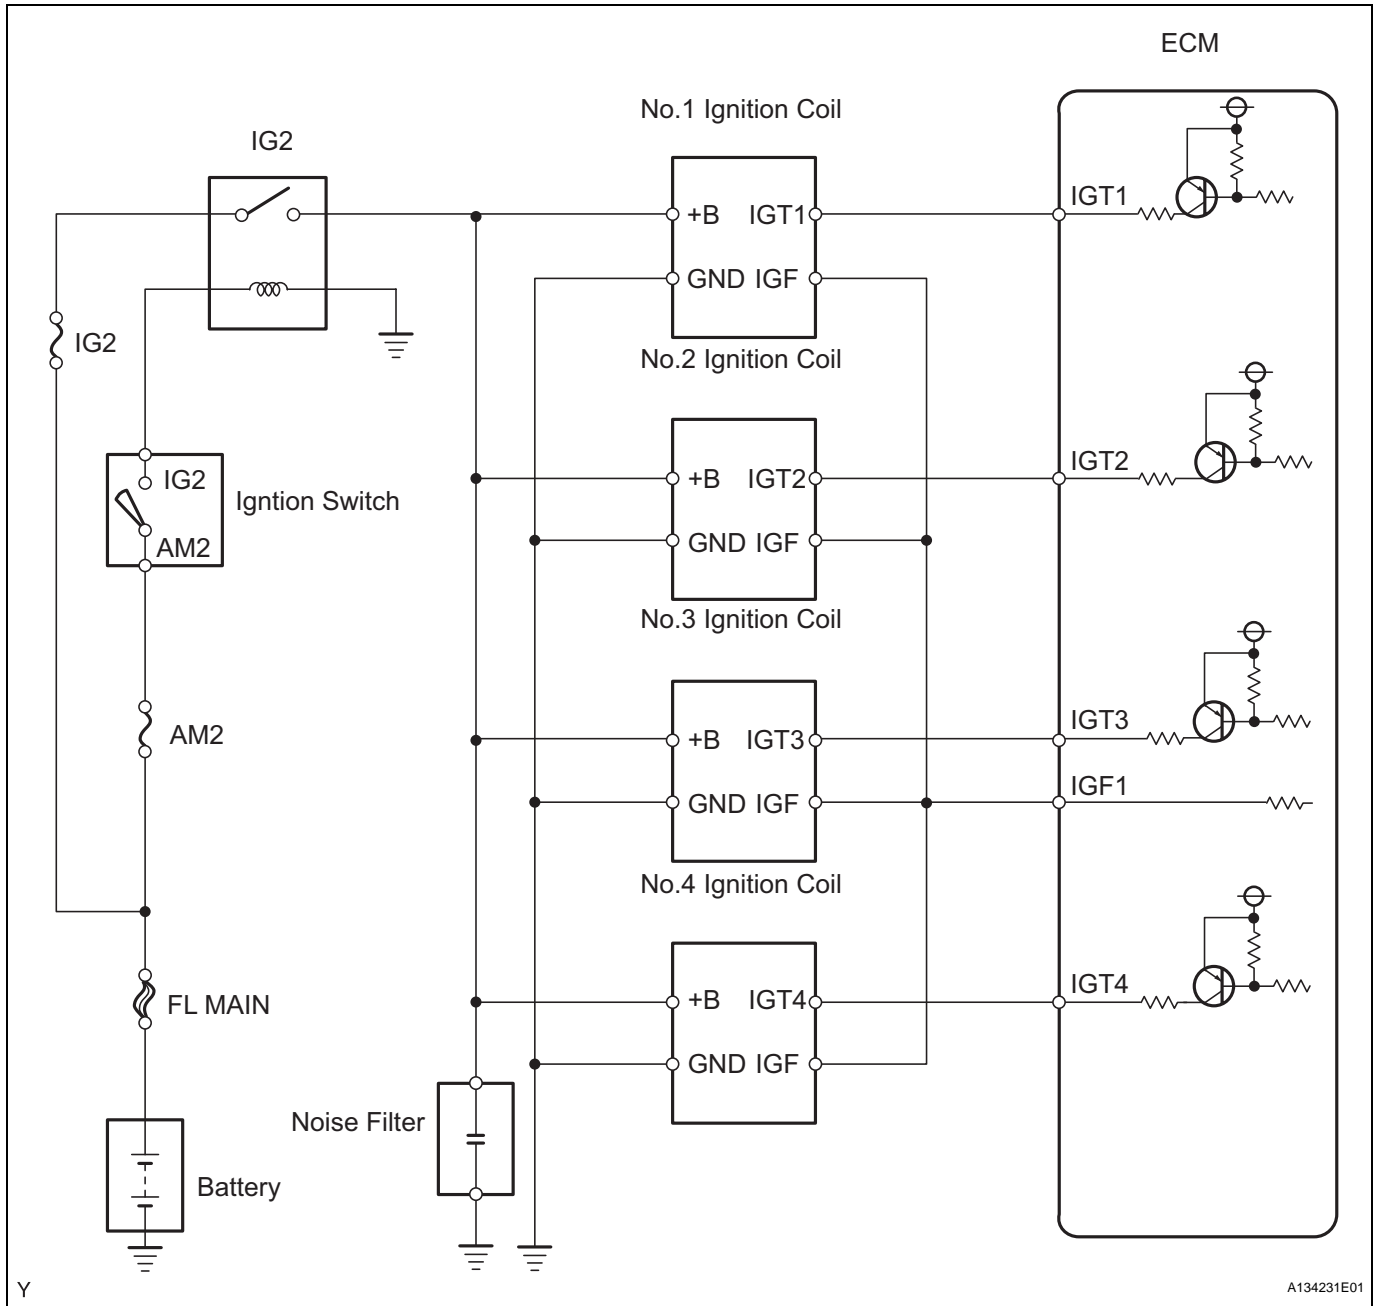 ECM
No.1 Ignition Coil
IG2
+B IGT1
IGT1
GND IGF
IG2
No.2 Ignition Coil
+B IGT2
IGT2
IG2
Igntion Switch
AM2
GND IGF
No.3 Ignition Coil
AM2
+B IGT3
IGT3
GND IGF
IGF1
No.4 Ignition Coil
FL MAIN
+B IGT4
IGT4
GND IGF
Noise Filter
Battery
Y
A134231E01